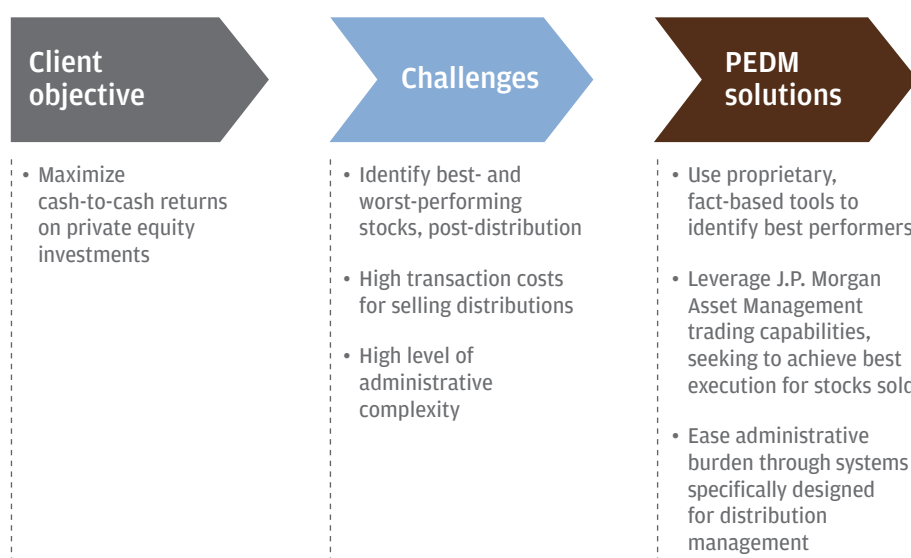 Client
objective
• Maximize
cash-to-cash returns
on private equity
investments
Challenges
• Identify best- and
worst-performing
stocks, post-distribution
• High transaction costs
for selling distributions
• High level of
administrative
complexity
PEDM
solutions
• Use proprietary,
fact-based tools to
identify best performers
• Leverage J.P. Morgan
Asset Management
trading capabilities,
seeking to achieve best
execution for stocks sold
• Ease administrative
burden through systems
specifically designed
for distribution
management